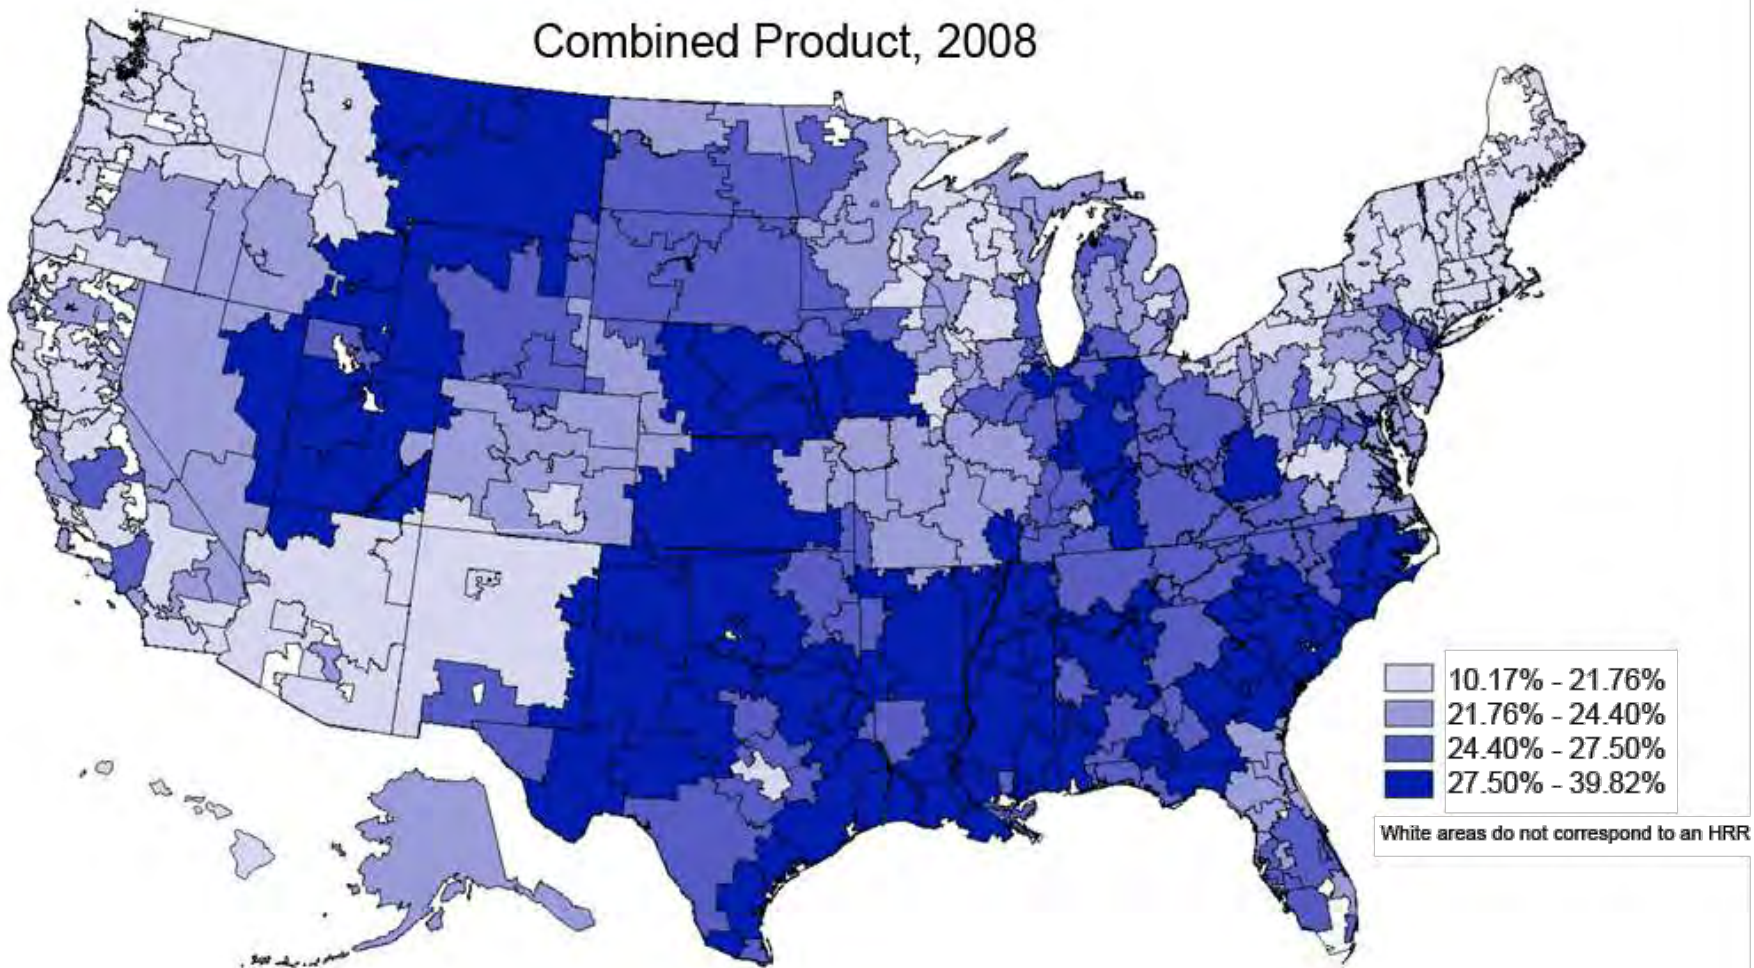 Combined Product, 2008
10.17% - 21.76%
21.76% - 24.40%
24.40% - 27.50%
27.50% - 39.82%
White areas do not correspond to an HRR